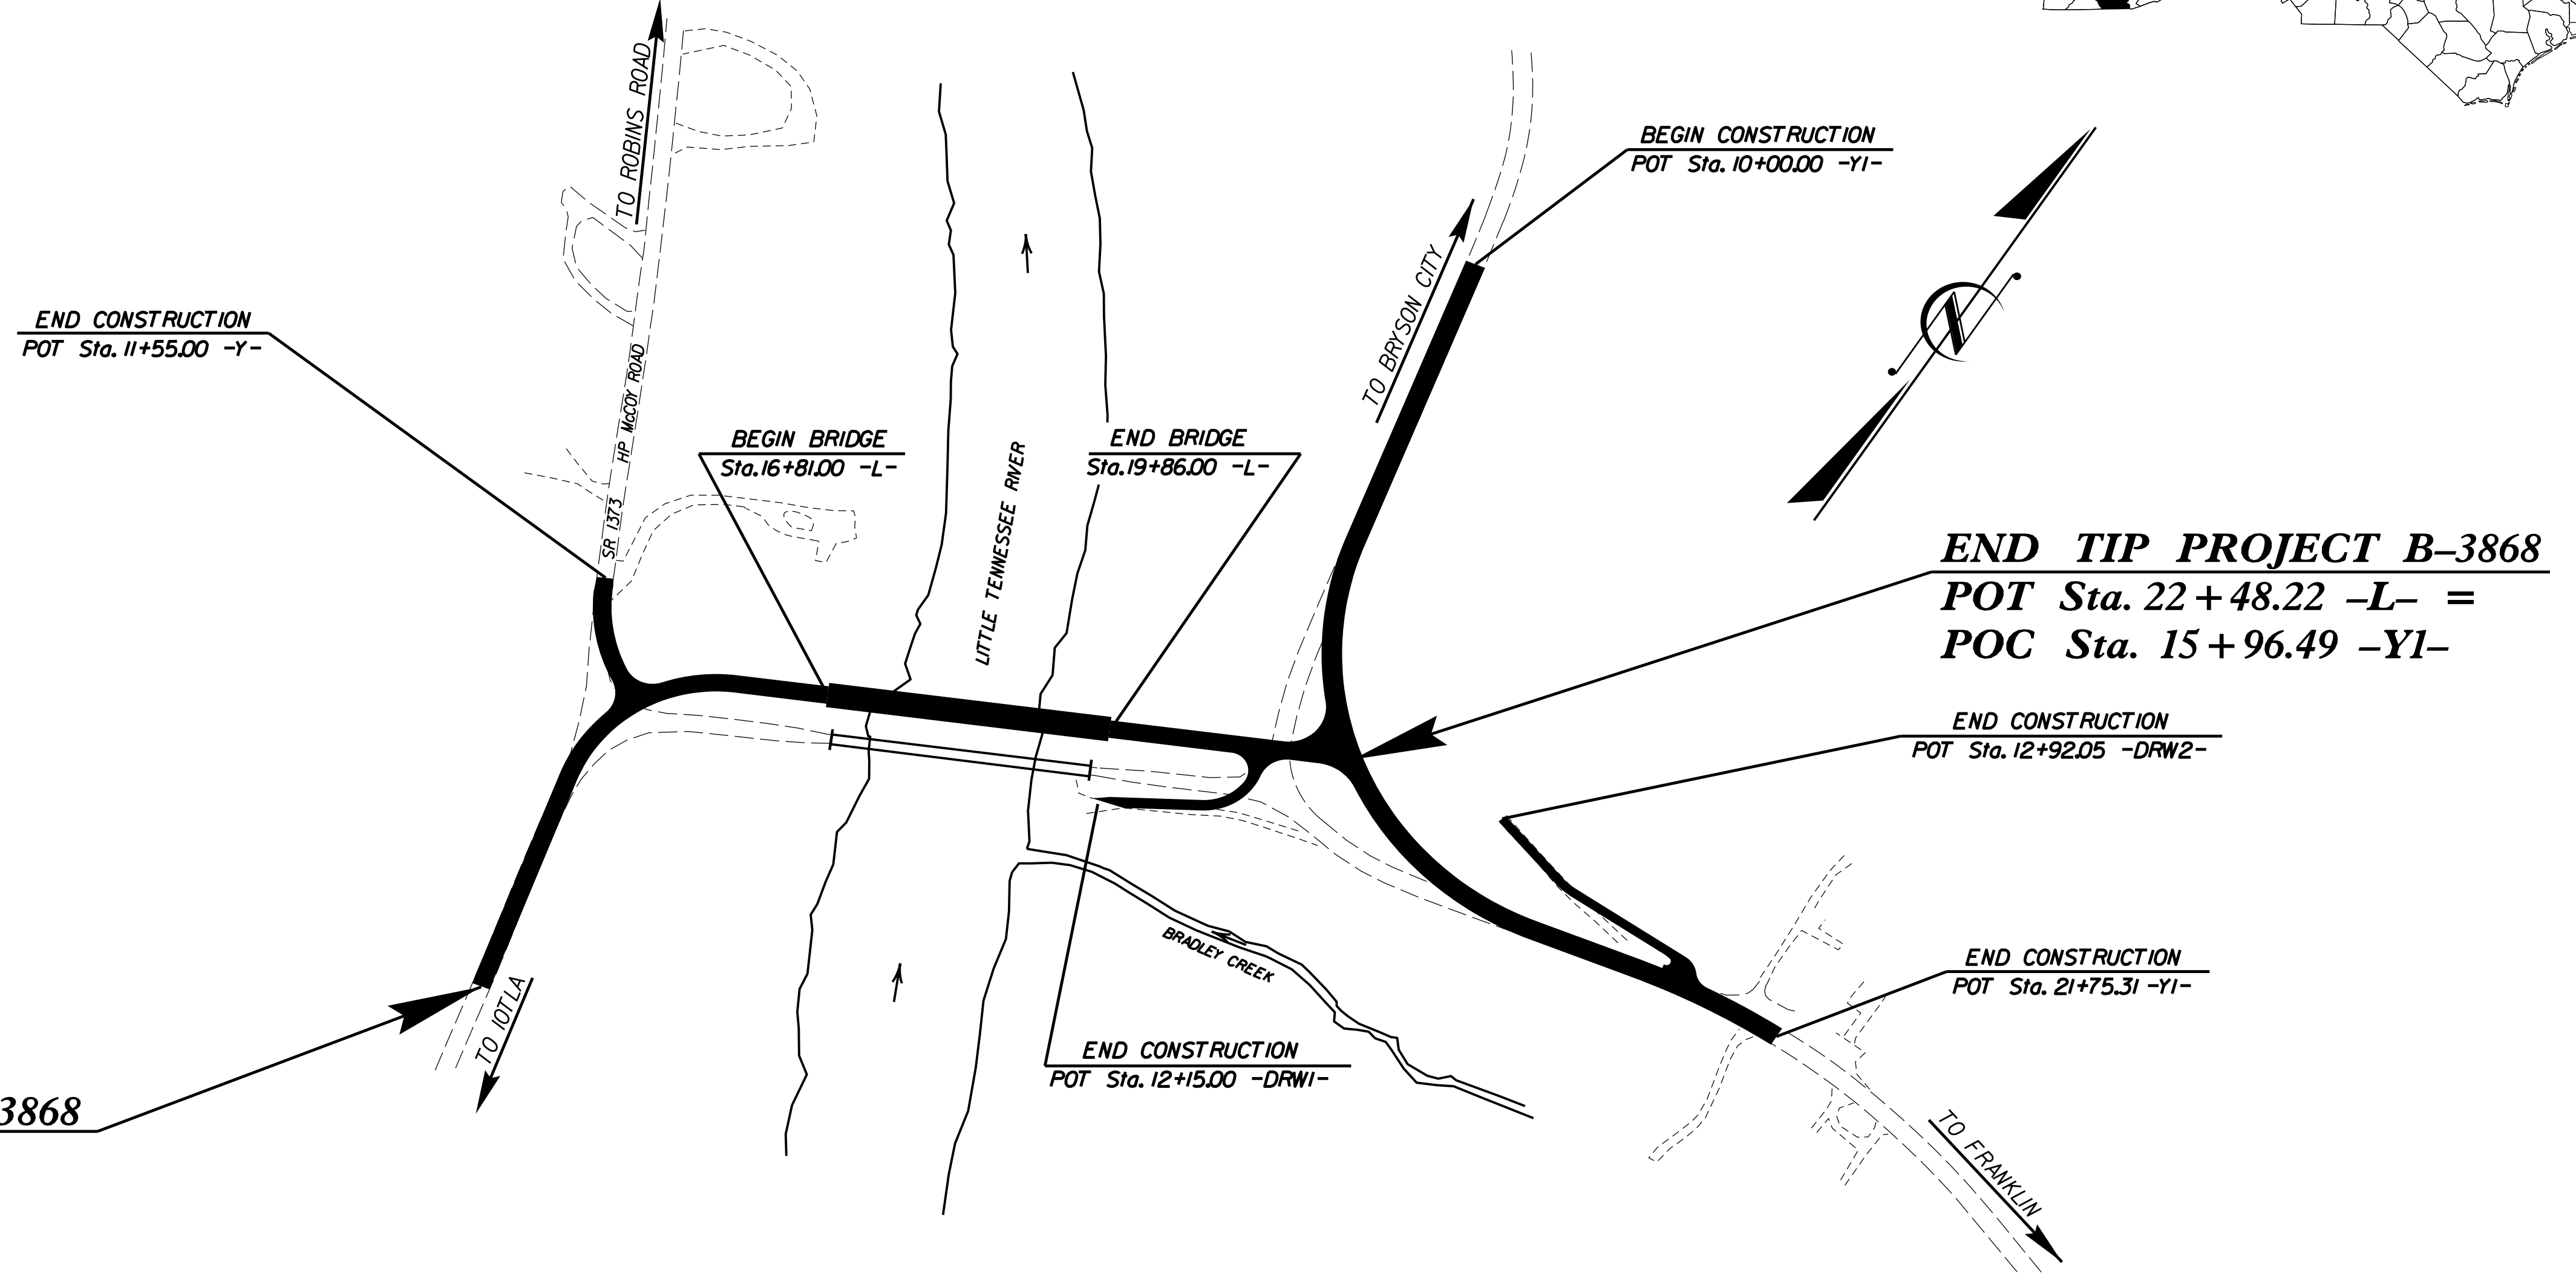 TO ROBINS ROAD
BEGIN CONSTRUCTION
POT Sta. 10+00.00 -Y1-
N
END CONSTRUCTION
POT Sta. 11+55.00 -Y-
TO BRYSON CITY
HP McCOY ROAD
SR 1373
BEGIN BRIDGE
Sta. 16+81.00 -L-
LITTLE TENNESSEE RIVER
END BRIDGE
Sta. 19+86.00 -L-
END TIP PROJECT B-3868
POT Sta. 22+48.22 -L- =
POC Sta. 15+96.49 -Y1-
END CONSTRUCTION
POT Sta. 12+92.05 -DRW2-
BRADLEY CREEK
END CONSTRUCTION
POT Sta. 21+75.31 -Y1-
TO IOTLA
END CONSTRUCTION
POT Sta. 12+15.00 -DRW1-
3868
TO FRANKLIN